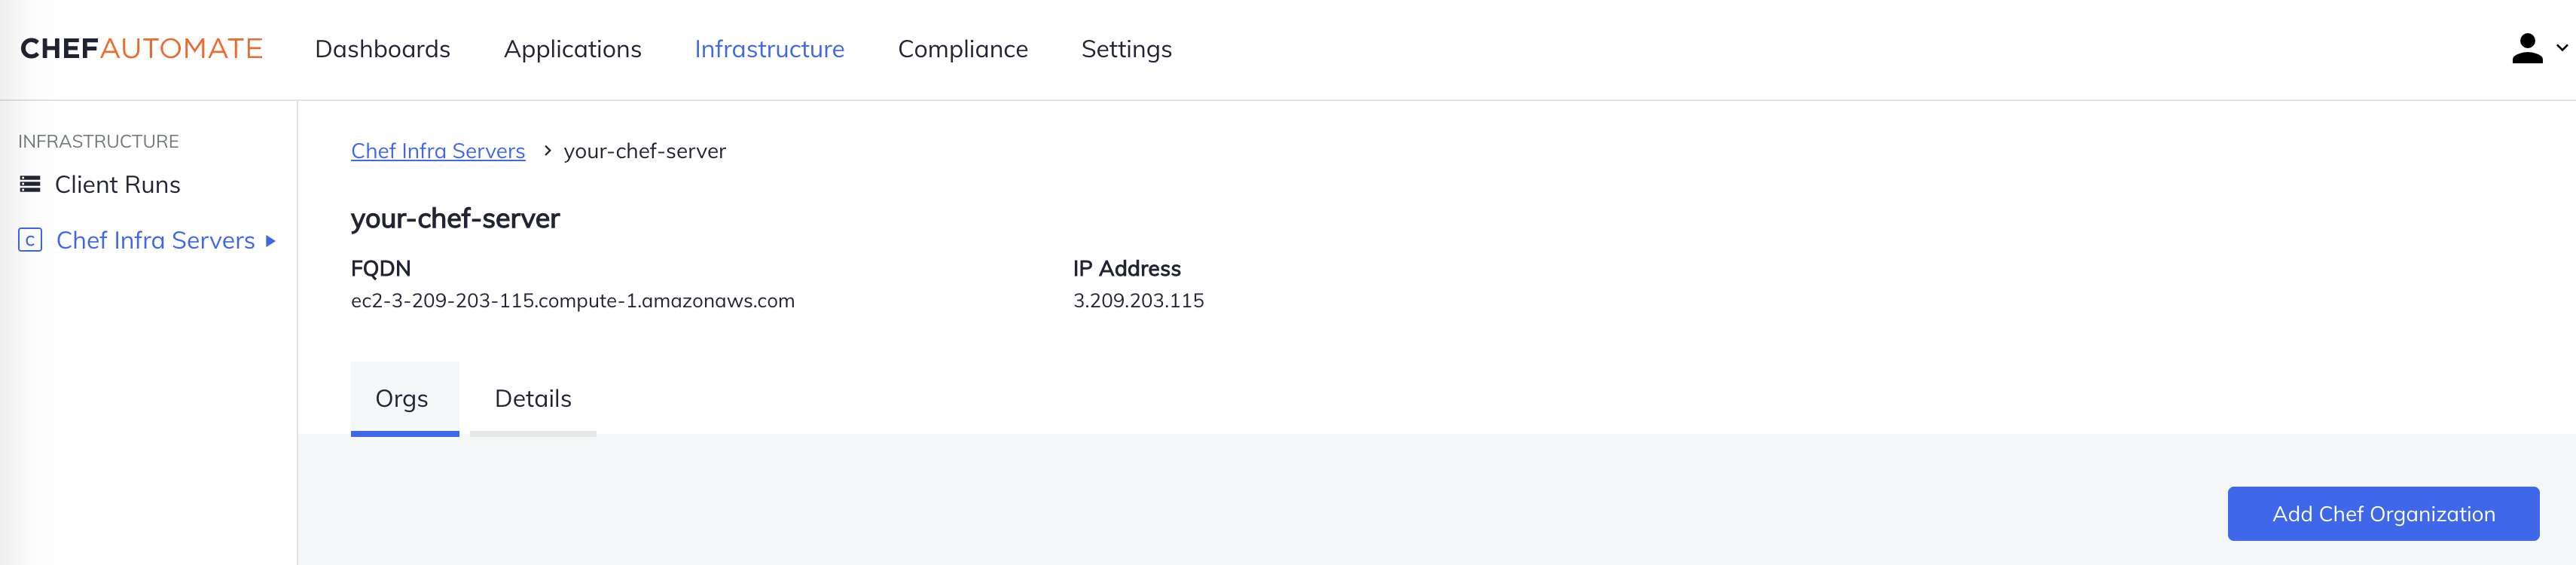 CHEFAUTOMATE Dashboards Applications Infrastructure Compliance Settings
INFRASTRUCTURE
Client Runs
C Chef Infra Servers
Chef Infra Servers > your-chef-server
your-chef-server
FQDN IP Address
ec2-3-209-203-115.compute-1.amazonaws.com 3.209.203.115
Orgs Details
Add Chef Organization